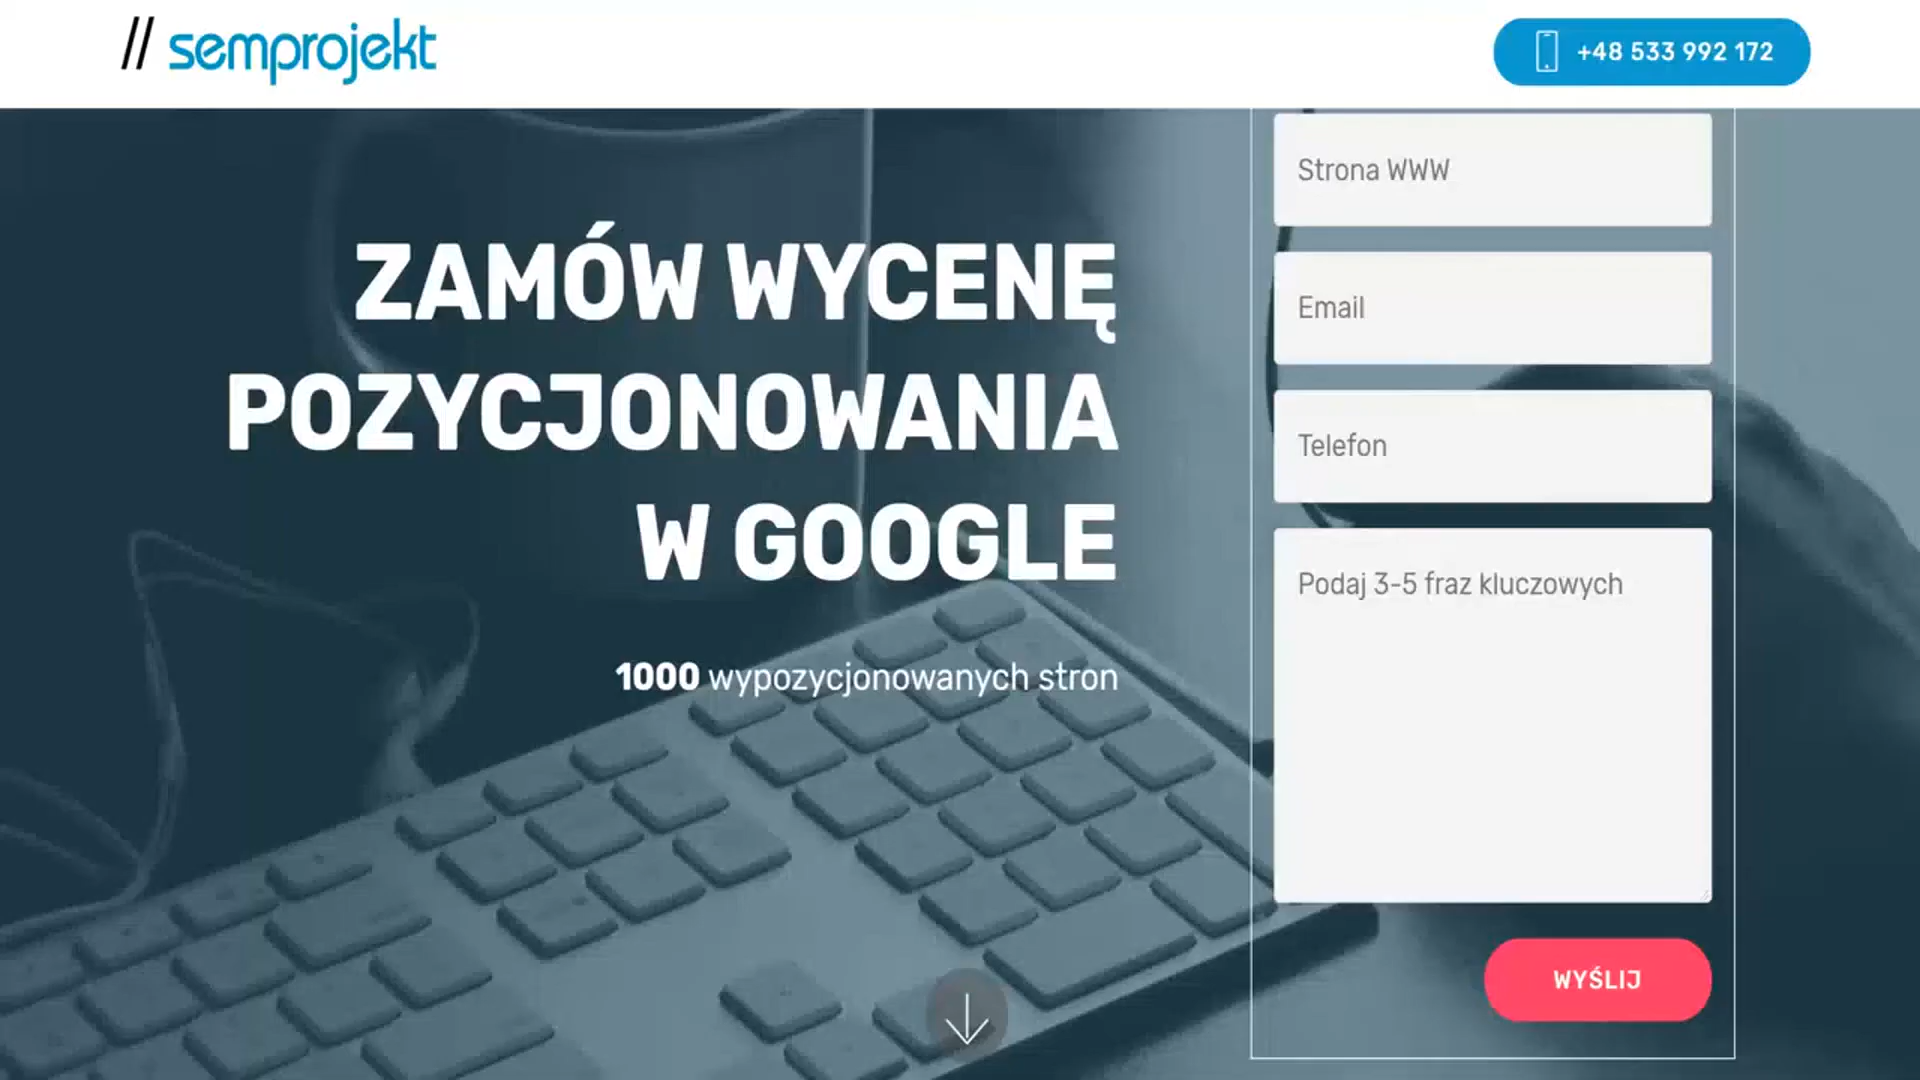 // semprojekt
+48 533 992 172
ZAMÓW WYCENĘ
POZYCJONOWANIA
W GOOGLE
1000 wypozycjonowanych stron
Strona WWW
Email
Telefon
Podaj 3-5 fraz kluczowych
WYŚLIJ